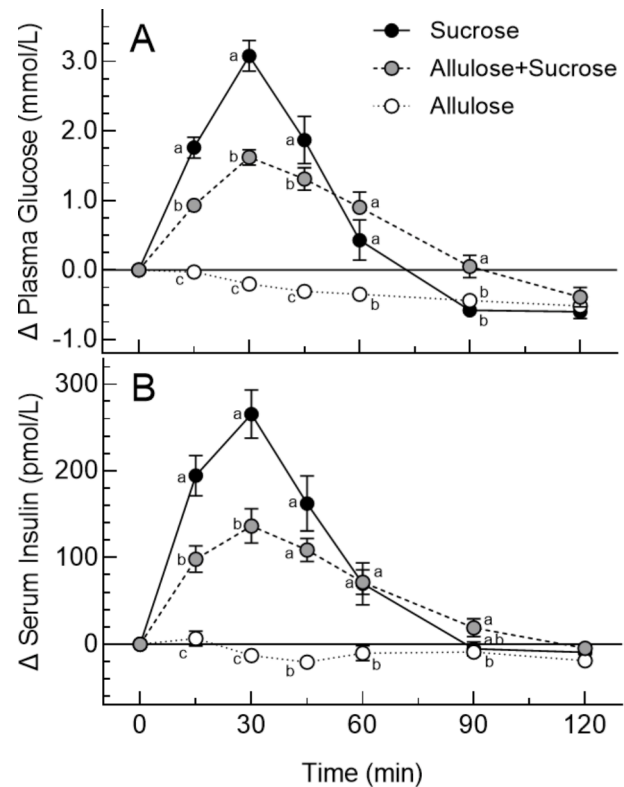 A
Sucrose
Allulose+Sucrose
Allulose
Δ Plasma Glucose (mmol/L)
3.0
2.0
1.0
0.0
-1.0
a
a
a
b
b
b
a
a
a
c
c
c
b
b
b
B
Δ Serum Insulin (pmol/L)
300
200
100
0
a
a
a
b
b
a
a
a
a
ab
c
c
b
b
b
0 30 60 90 120
Time (min)